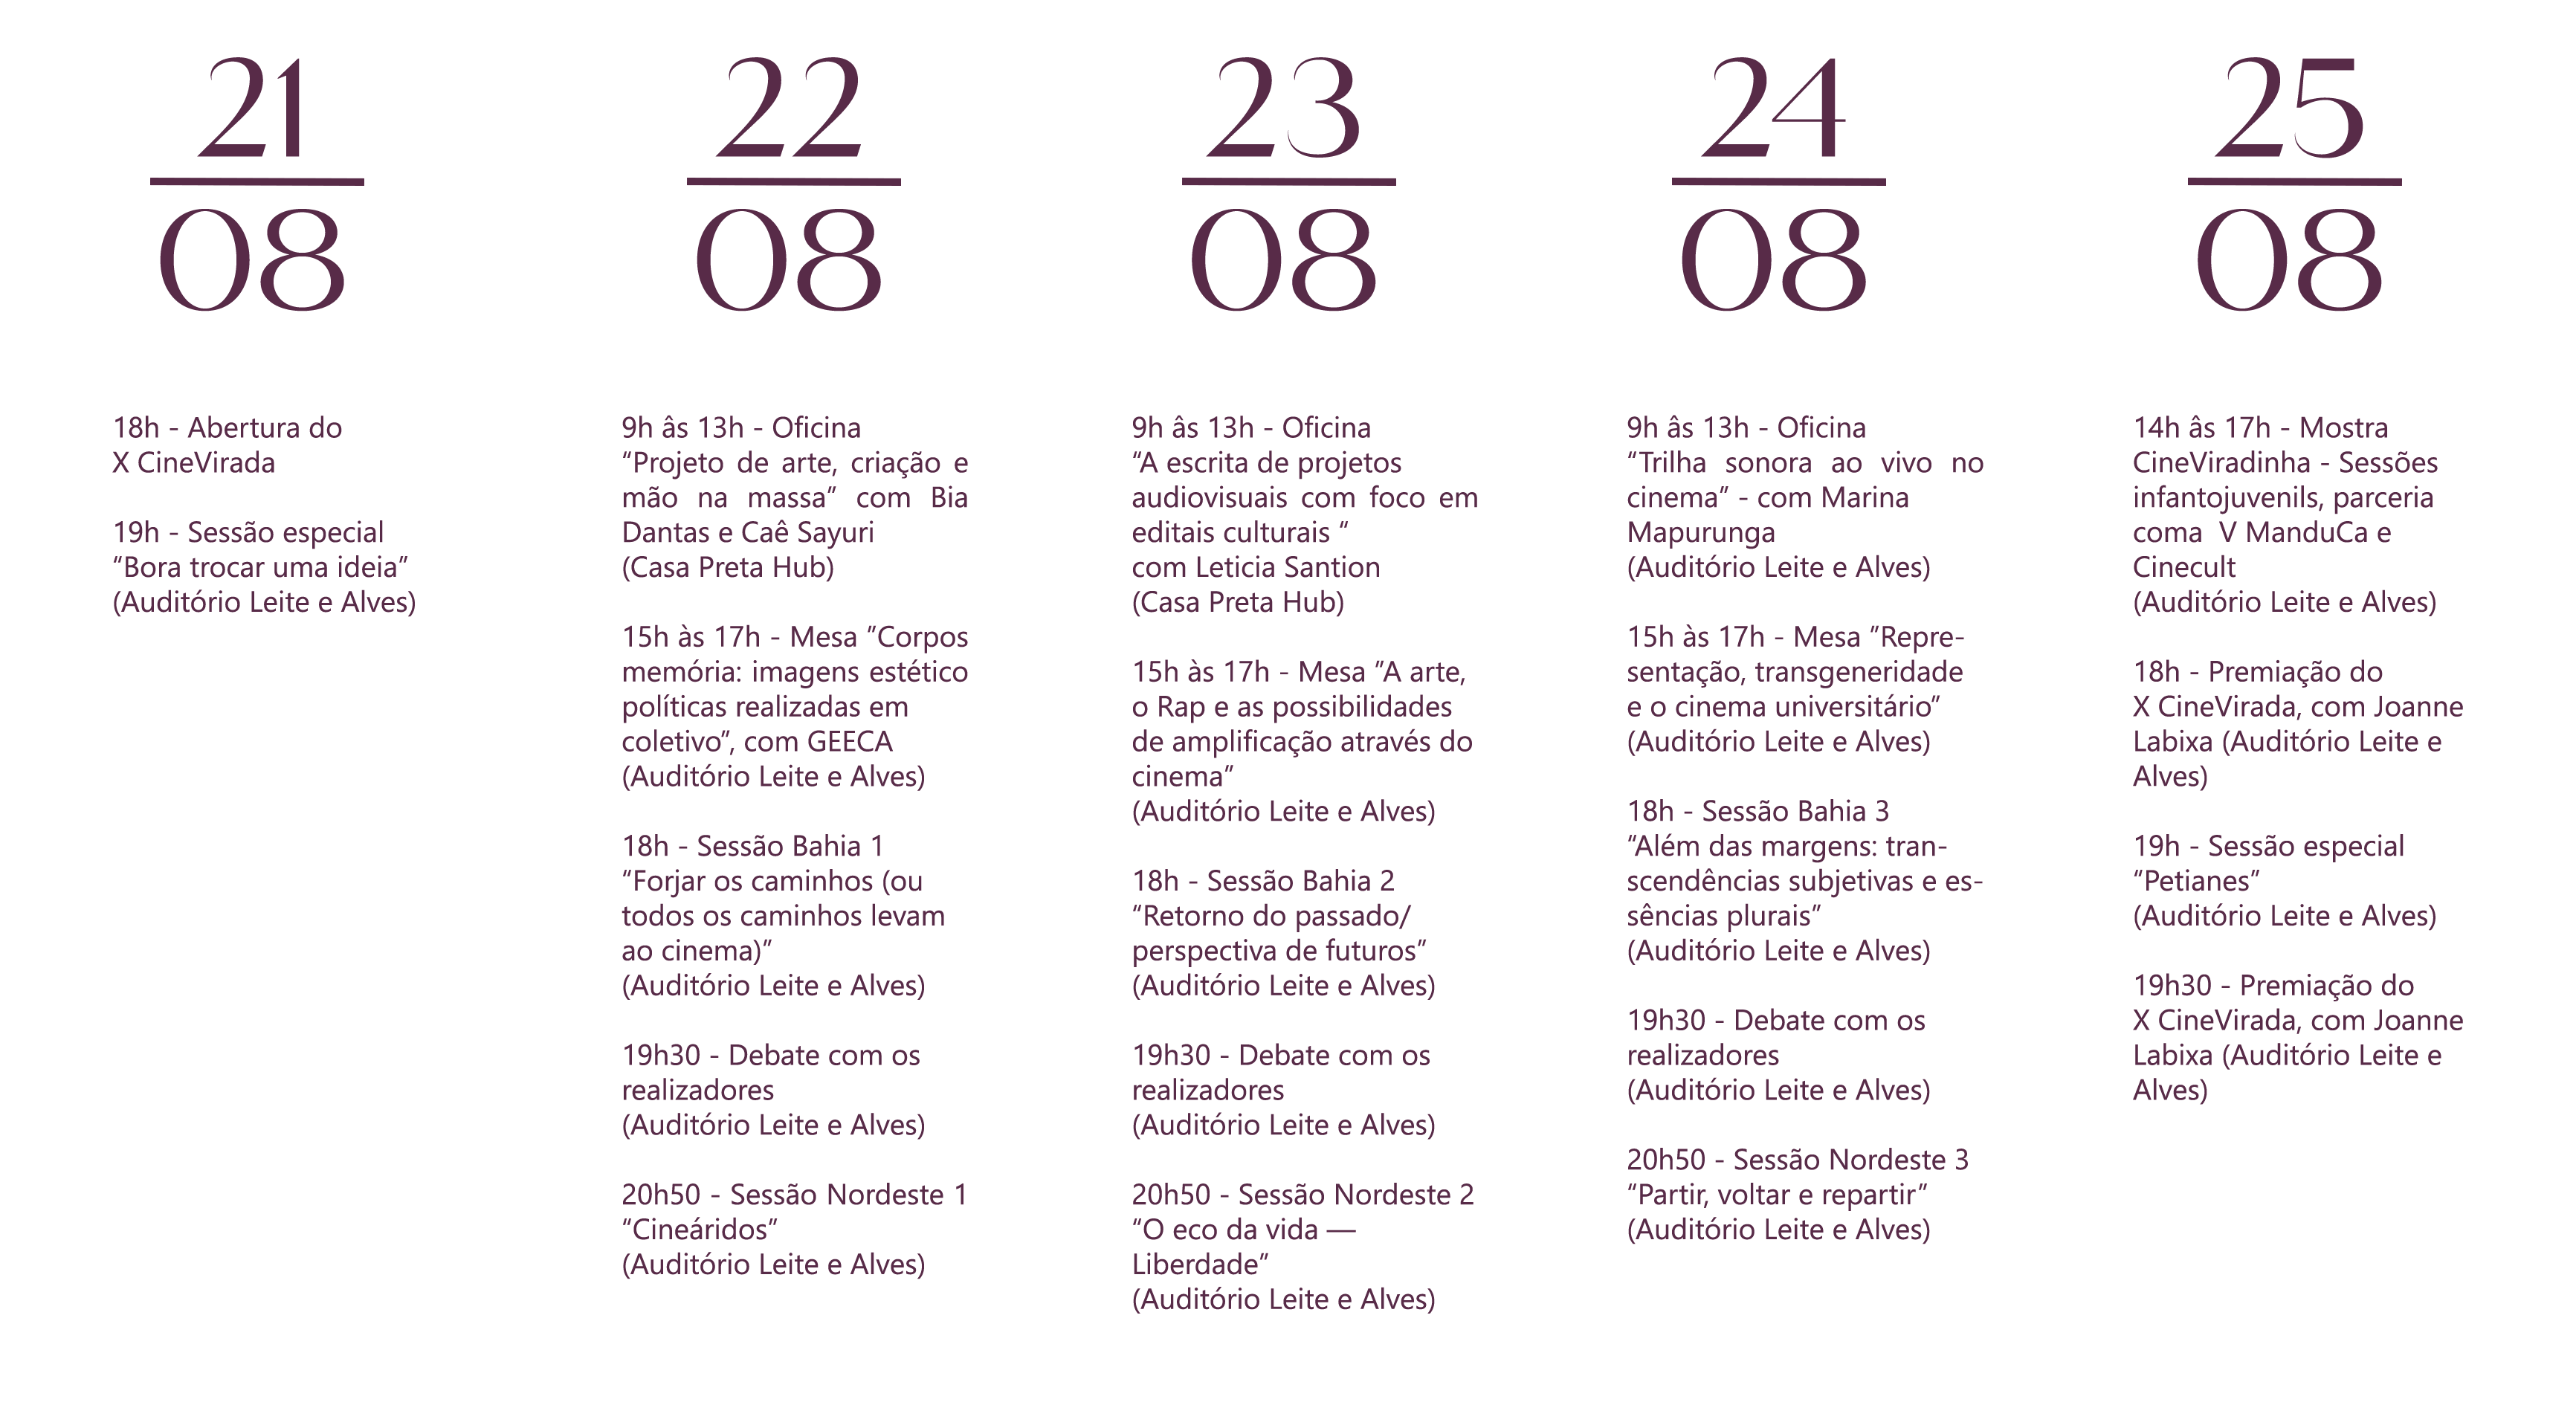 21
08
18h - Abertura do
X CineVirada
19h - Sessão especial
“Bora trocar uma ideia”
(Auditório Leite e Alves)
22
08
9h âs 13h - Oficina
“Projeto de arte, criação e
mão na massa” com Bia
Dantas e Caê Sayuri
(Casa Preta Hub)
15h às 17h - Mesa ”Corpos
memória: imagens estético
políticas realizadas em
coletivo”, com GEECA
(Auditório Leite e Alves)
18h - Sessão Bahia 1
“Forjar os caminhos (ou
todos os caminhos levam
ao cinema)”
(Auditório Leite e Alves)
19h30 - Debate com os
realizadores
(Auditório Leite e Alves)
20h50 - Sessão Nordeste 1
“Cineáridos”
(Auditório Leite e Alves)
23
08
9h âs 13h - Oficina
“A escrita de projetos
audiovisuais com foco em
editais culturais “
com Leticia Santion
(Casa Preta Hub)
15h às 17h - Mesa ”A arte,
o Rap e as possibilidades
de amplificação através do
cinema”
(Auditório Leite e Alves)
18h - Sessão Bahia 2
“Retorno do passado/
perspectiva de futuros”
(Auditório Leite e Alves)
19h30 - Debate com os
realizadores
(Auditório Leite e Alves)
20h50 - Sessão Nordeste 2
“O eco da vida —
Liberdade”
(Auditório Leite e Alves)
24
08
9h âs 13h - Oficina
“Trilha sonora ao vivo no
cinema” - com Marina
Mapurunga
(Auditório Leite e Alves)
15h às 17h - Mesa ”Repre-
sentação, transgeneridade
e o cinema universitário”
(Auditório Leite e Alves)
18h - Sessão Bahia 3
“Além das margens: tran-
scendências subjetivas e es-
sências plurais”
(Auditório Leite e Alves)
19h30 - Debate com os
realizadores
(Auditório Leite e Alves)
20h50 - Sessão Nordeste 3
“Partir, voltar e repartir”
(Auditório Leite e Alves)
25
08
14h âs 17h - Mostra
CineViradinha - Sessões
infantojuvenils, parceria
coma  V ManduCa e
Cinecult
(Auditório Leite e Alves)
18h - Premiação do
X CineVirada, com Joanne
Labixa (Auditório Leite e
Alves)
19h - Sessão especial
“Petianes”
(Auditório Leite e Alves)
19h30 - Premiação do
X CineVirada, com Joanne
Labixa (Auditório Leite e
Alves)